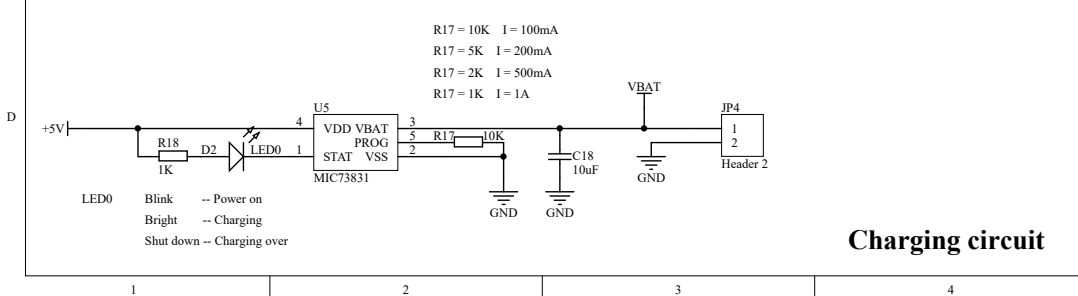 R17 = 10K I = 100mA
R17 = 5K I = 200mA
R17 = 2K I = 500mA
R17 = 1K I = 1A
VBAT
D
U5
JP4
+5V
4
VDD VBAT
3
1
R18
5
R17
10K
2
PROG
D2
LED0
1
STAT VSS
2
C18
1K
MIC73831
10uF
GND
Header 2
LED0 Blink -- Power on
GND
GND
Bright -- Charging
Shut down -- Charging over
Charging circuit
1
2
3
4